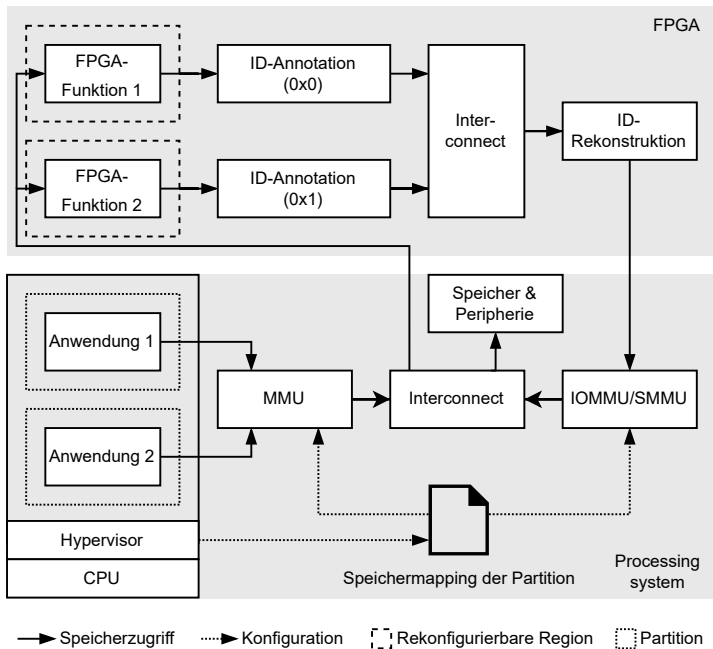 FPGA
FPGA-
Funktion 1
ID-Annotation
(0x0)
Inter-
connect
ID-
Rekonstruktion
FPGA-
Funktion 2
ID-Annotation
(0x1)
Speicher &
Peripherie
Anwendung 1
MMU
Interconnect
IOMMU/SMMU
Anwendung 2
Hypervisor
CPU
Speichermapping der Partition
Processing
system
Speicherzugriff
Konfiguration
Rekonfigurierbare Region
Partition